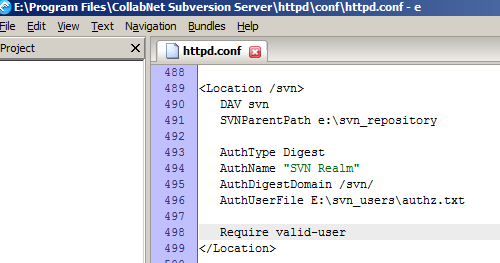 E:\Program Files\CollabNet Subversion Server\httpd\conf\httpd.conf - e
File Edit View Text Navigation Bundles Help
Project
httpd.conf
488
489 <Location /svn>
490 DAV svn
491 SVNParentPath e:\svn_repository
492
493 AuthType Digest
494 AuthName "SVN Realm"
495 AuthDigestDomain /svn/
496 AuthUserFile E:\svn_users\authz.txt
497
498 Require valid-user
499 </Location>